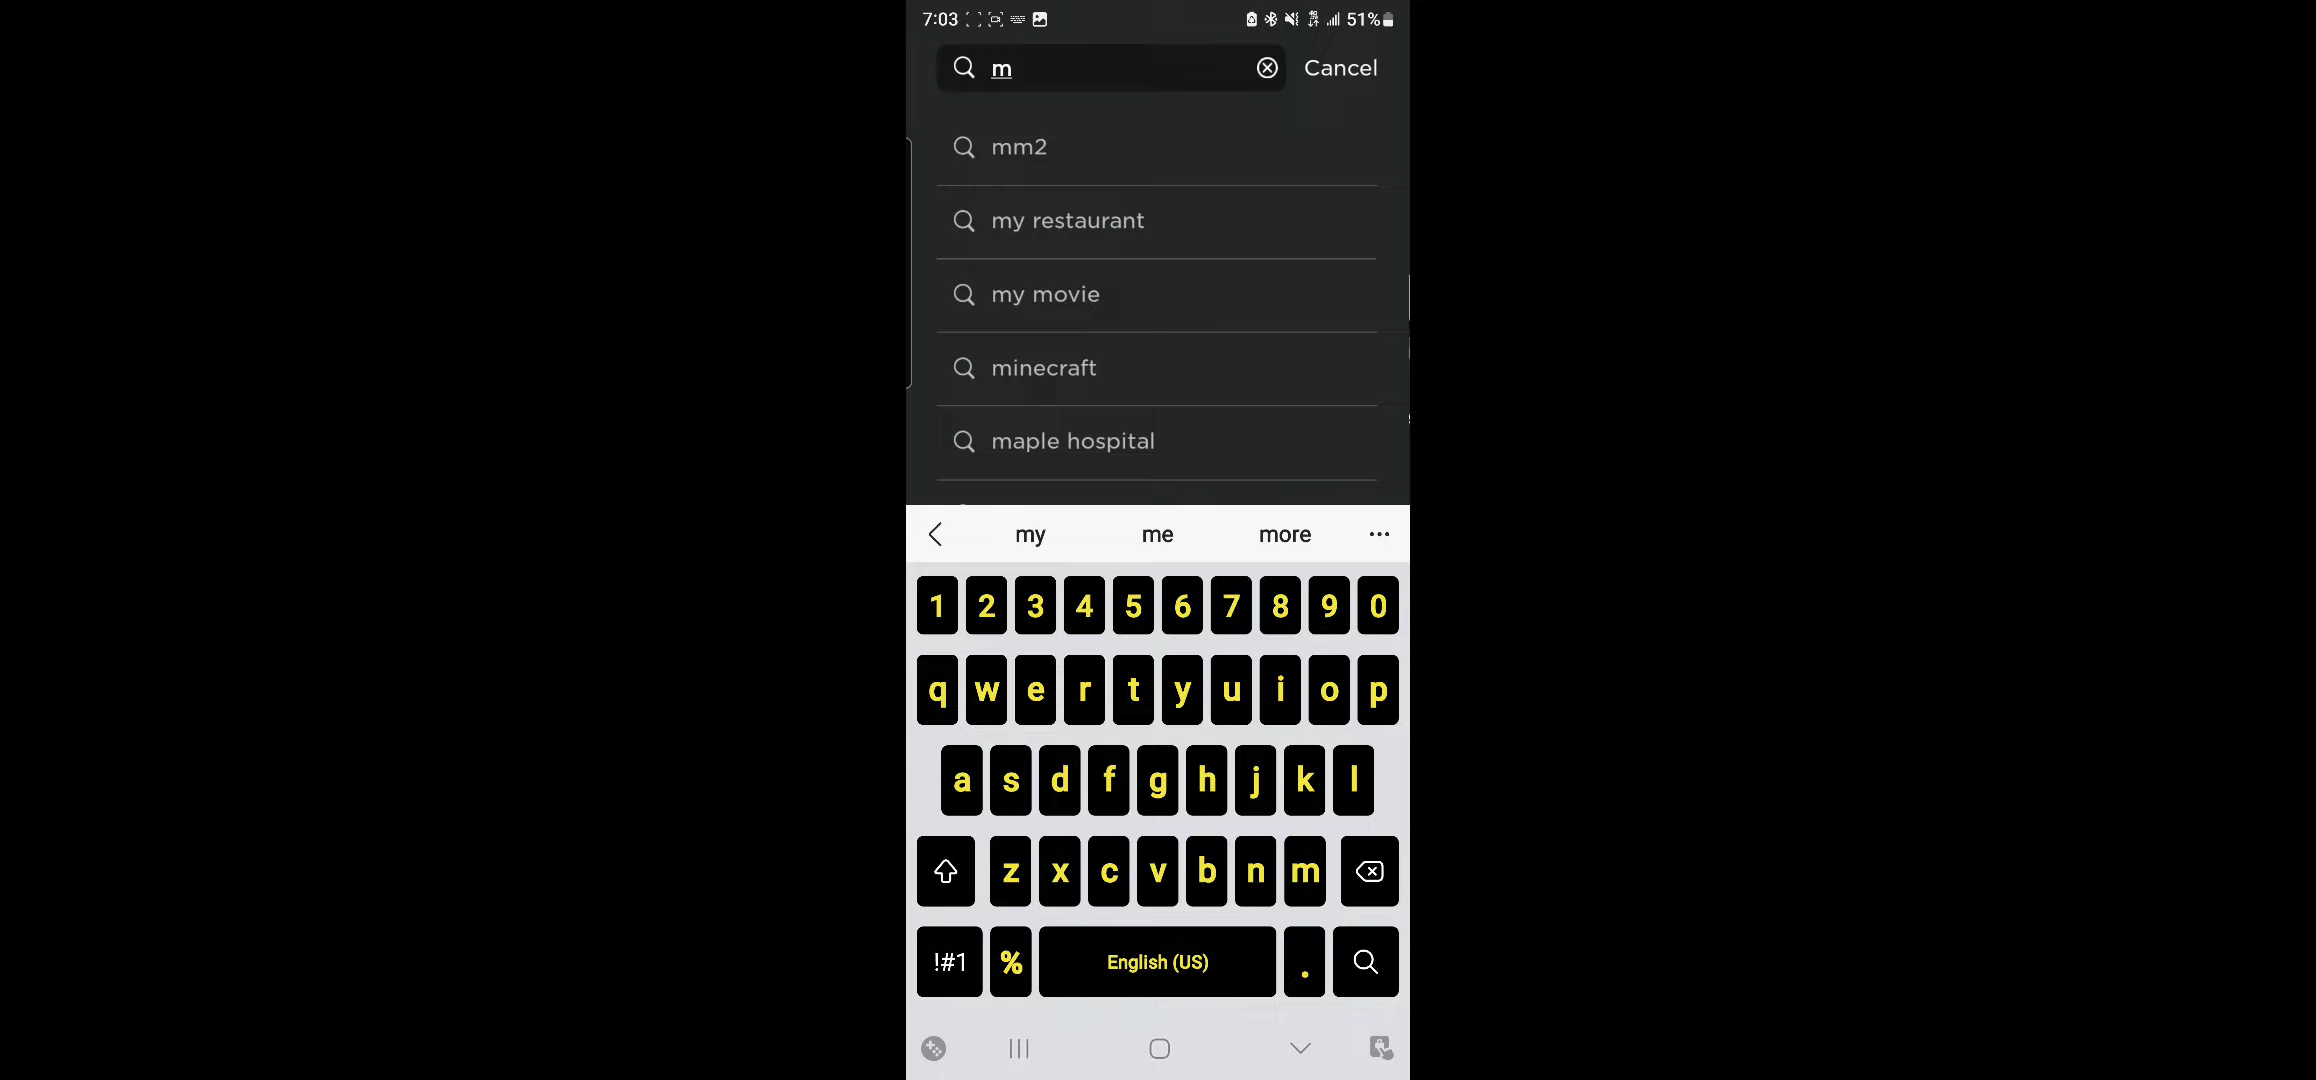 7:03 51%
m Cancel
mm2
my restaurant
my movie
minecraft
maple hospital
my me more ...
1 2 3 4 5 6 7 8 9 0
q w e r t y u i o p
a s d f g h j k l
z x c v b n m
!#1 % English (US) .